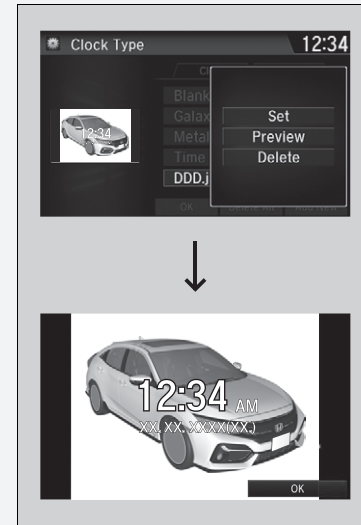 Clock Type 12:34
Blank
Galax
Set
12:34
Metal
Preview
Time
Delete
DDD.j
OK
12:34 AM
XX. XX. XXXX(XX.)
OK